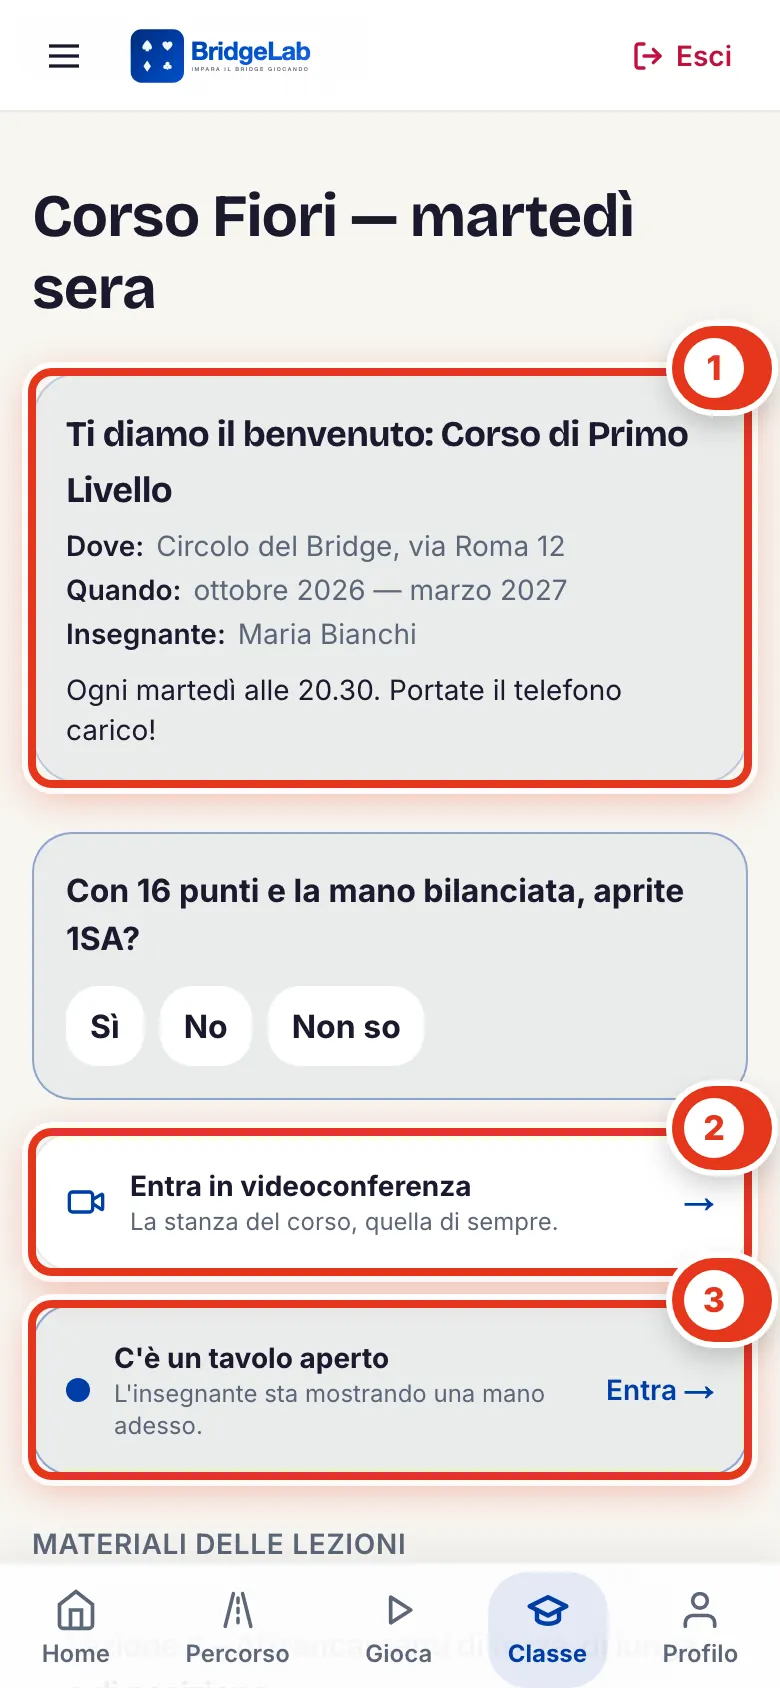 BridgeLab
IMPARA IL BRIDGE GIOCANDO
Esci
Corso Fiori — martedì
sera
1
Ti diamo il benvenuto: Corso di Primo
Livello
Dove: Circolo del Bridge, via Roma 12
Quando: ottobre 2026 — marzo 2027
Insegnante: Maria Bianchi
Ogni martedì alle 20.30. Portate il telefono
carico!
Con 16 punti e la mano bilanciata, aprite
1SA?
Sì No Non so
2
Entra in videoconferenza
La stanza del corso, quella di sempre.
→
3
C'è un tavolo aperto
L'insegnante sta mostrando una mano
adesso.
Entra →
MATERIALI DELLE LEZIONI
Home Percorso Gioca Classe Profilo